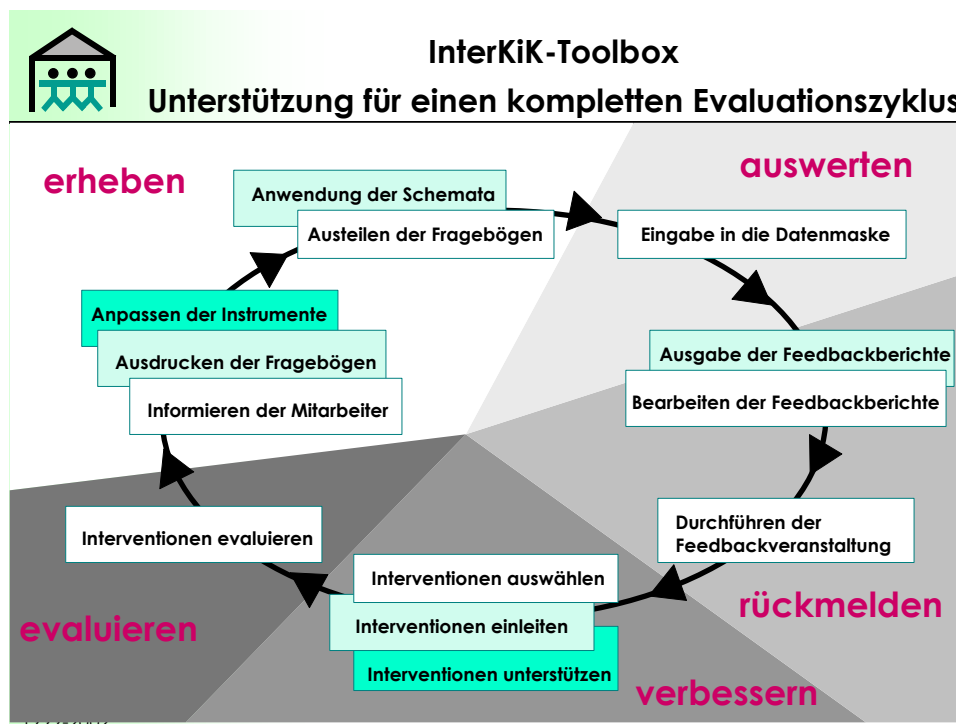 InterKiK-Toolbox
Unterstützung für einen kompletten Evaluationszyklus
erheben
auswerten
Anwendung der Schemata
Austeilen der Fragebögen
Eingabe in die Datenmaske
Anpassen der Instrumente
Ausdrucken der Fragebögen
Informieren der Mitarbeiter
Ausgabe der Feedbackberichte
Bearbeiten der Feedbackberichte
Interventionen evaluieren
Durchführen der
Feedbackveranstaltung
Interventionen auswählen
Interventionen einleiten
Interventionen unterstützen
rückmelden
evaluieren
verbessern